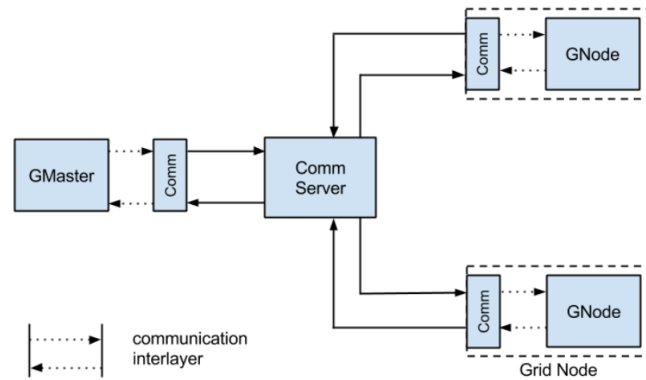 Comm
GNode
GMaster
Comm
Comm
Server
Comm
GNode
communication
interlayer
Grid Node